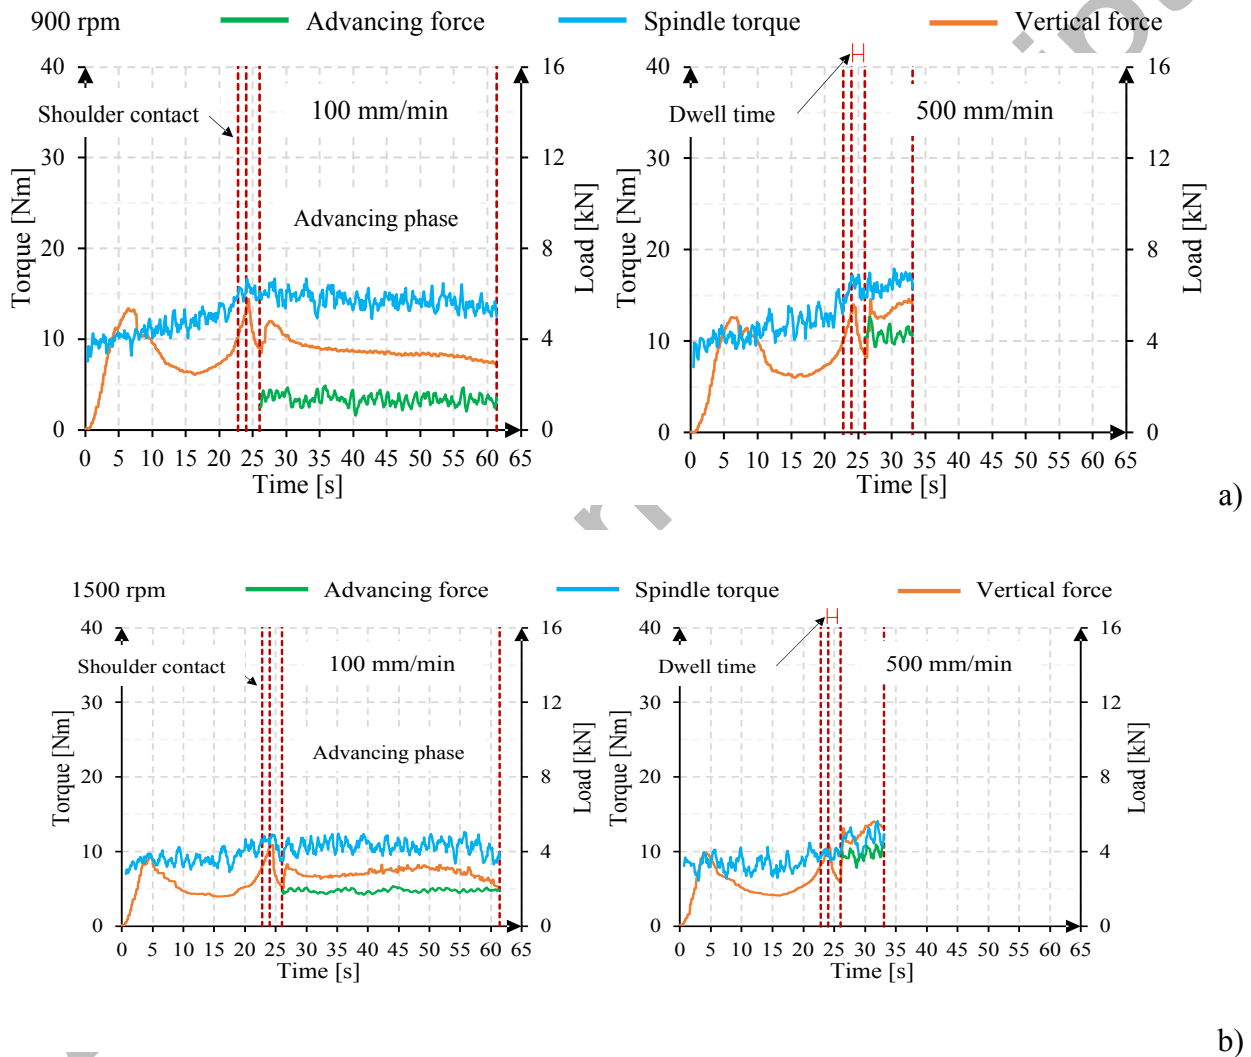 900 rpm Advancing force Spindle torque Vertical force
40 16 40 16
Shoulder contact 100 mm/min Dwell time 500 mm/min
30 12 30 12
Torque [Nm] Load [kN] Torque [Nm] Load [kN]
Advancing phase
20 8 20 8
10 4 10 4
0 0 0 0
0 5 10 15 20 25 30 35 40 45 50 55 60 65 0 5 10 15 20 25 30 35 40 45 50 55 60 65
Time [s] Time [s]
a)
1500 rpm Advancing force Spindle torque Vertical force
40 16 40 16
Shoulder contact 100 mm/min Dwell time 500 mm/min
30 12 30 12
Torque [Nm] Load [kN] Torque [Nm] Load [kN]
Advancing phase
20 8 20 8
10 4 10 4
0 0 0 0
0 5 10 15 20 25 30 35 40 45 50 55 60 65 0 5 10 15 20 25 30 35 40 45 50 55 60 65
Time [s] Time [s]
b)